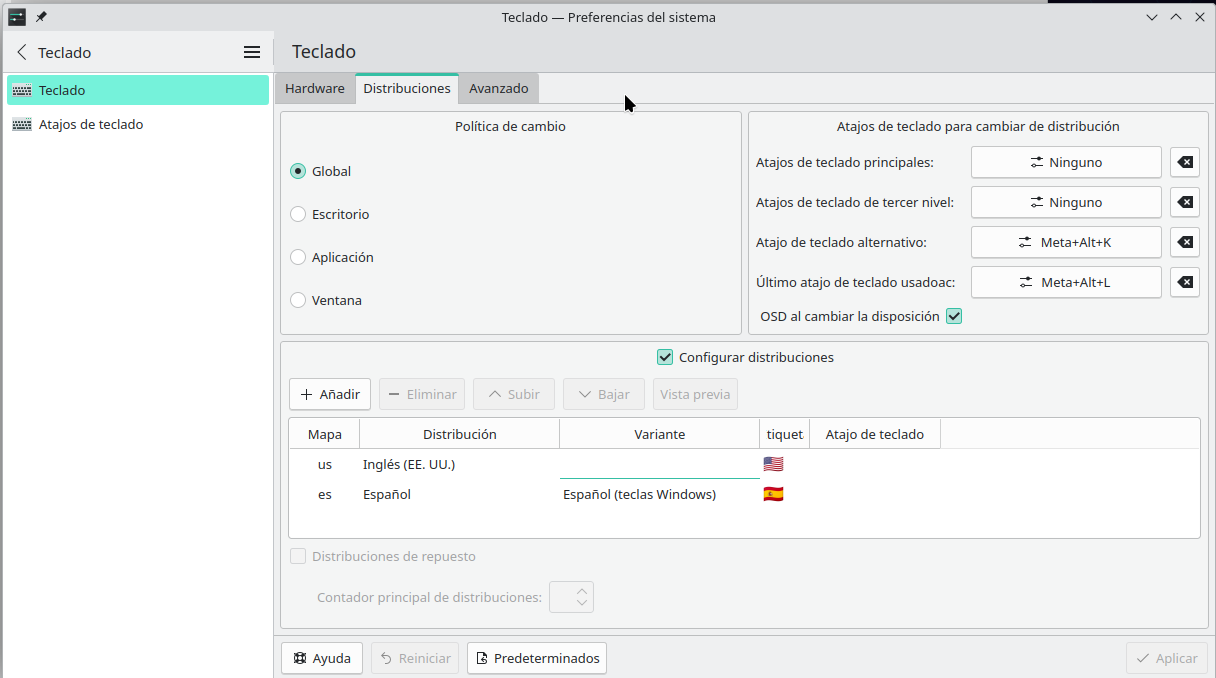 Teclado — Preferencias del sistema
Teclado
Teclado
Atajos de teclado
Teclado
Hardware
Distribuciones
Avanzado
Política de cambio
Global
Escritorio
Aplicación
Ventana
Atajos de teclado para cambiar de distribución
Atajos de teclado principales:
Ninguno
Atajos de teclado de tercer nivel:
Ninguno
Atajo de teclado alternativo:
Meta+Alt+K
Último atajo de teclado usadoac:
Meta+Alt+L
OSD al cambiar la disposición
Configurar distribuciones
Añadir
Eliminar
Subir
Bajar
Vista previa
Mapa
Distribución
Variante
tiquet
Atajo de teclado
us
Inglés (EE. UU.)
es
Español
Español (teclas Windows)
Distribuciones de repuesto
Contador principal de distribuciones:
Ayuda
Reiniciar
Predeterminados
Aplicar